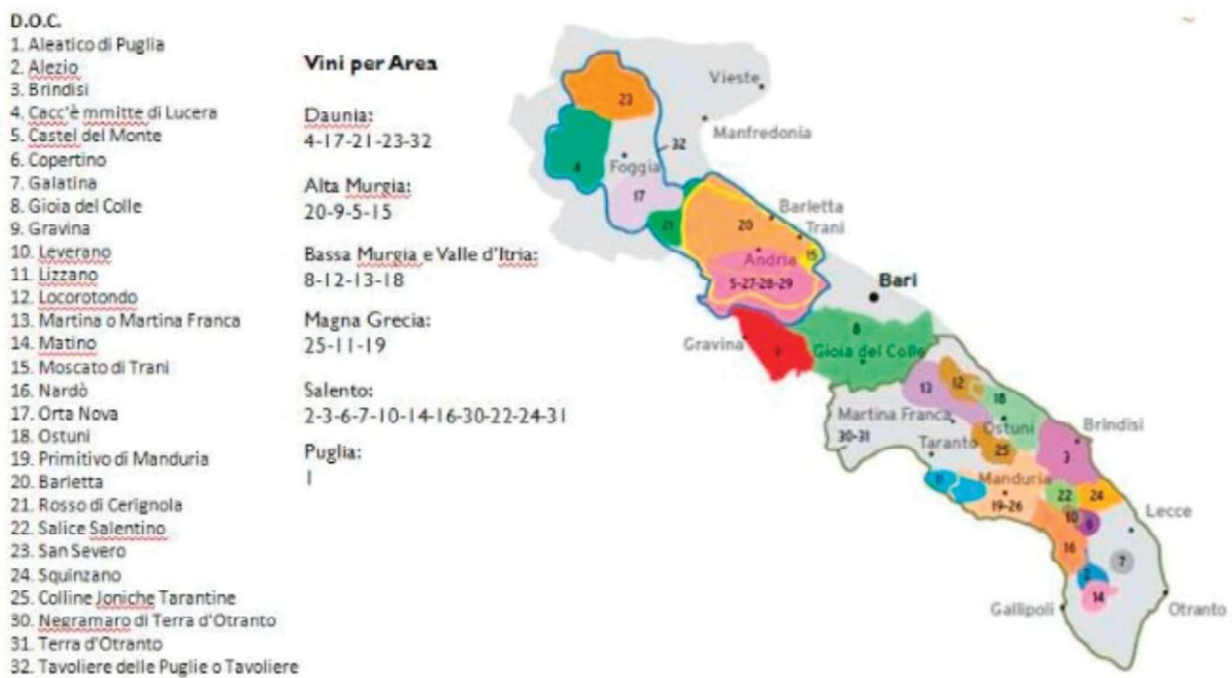 D.O.C.
1. Aleatico di Puglia
2. Alezio
3. Brindisi
4. Cacc'è mmitte di Lucera
5. Castel del Monte
6. Copertino
7. Galatina
8. Gioia del Colle
9. Gravina
10. Leverano
11. Lizzano
12. Locorotondo
13. Martina o Martina Franca
14. Matino
15. Moscato di Trani
16. Nardò
17. Orta Nova
18. Ostuni
19. Primitivo di Manduria
20. Barletta
21. Rosso di Cerignola
22. Salice Salentino
23. San Severo
24. Squinzano
25. Colline Joniche Tarantine
30. Negramaro di Terra d'Otranto
31. Terra d'Otranto
32. Tavoliere delle Puglie o Tavoliere
Vini per Area
Daunia:
4-17-21-23-32
Alta Murgia:
20-9-5-15
Bassa Murgia e Valle d'Itria:
8-12-13-18
Magna Grecia:
25-11-19
Salento:
2-3-6-7-10-14-16-30-22-24-31
Puglia:
1
Vieste
23
Manfredonia
32
4
Foggia
17
Barletta
21
20
Trani
15
Andria
5-27-28-29
Bari
8
Gravina
9
Gioia del Colle
13
12
18
Martina Franca
Ostuni
Brindisi
30-31
Taranto
25
3
Manduria
22
24
19-26
Lecce
10
6
16
7
2
14
Gallipoli
Otranto